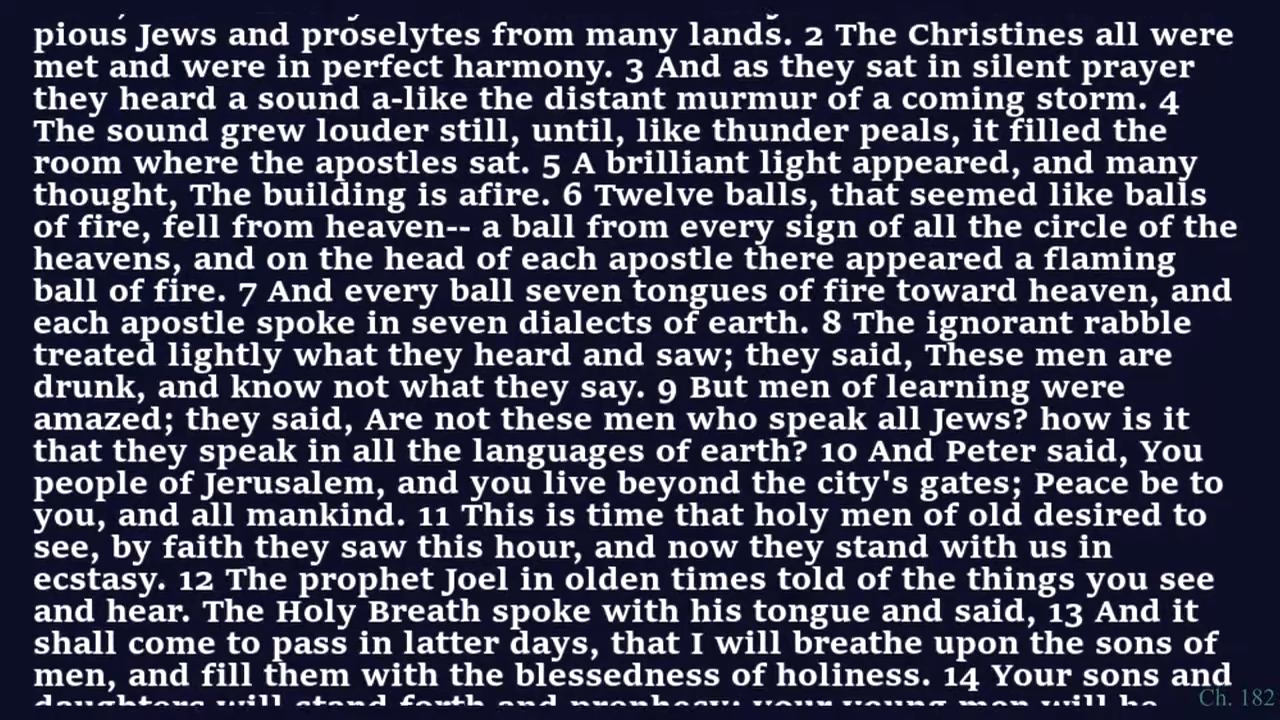 pious Jews and proselytes from many lands. 2 The Christines all were
met and were in perfect harmony. 3 And as they sat in silent prayer
they heard a sound a-like the distant murmur of a coming storm. 4
The sound grew louder still, until, like thunder peals, it filled the
room where the apostles sat. 5 A brilliant light appeared, and many
thought, The building is afire. 6 Twelve balls, that seemed like balls
of fire, fell from heaven-- a ball from every sign of all the circle of the
heavens, and on the head of each apostle there appeared a flaming
ball of fire. 7 And every ball seven tongues of fire toward heaven, and
each apostle spoke in seven dialects of earth. 8 The ignorant rabble
treated lightly what they heard and saw; they said, These men are
drunk, and know not what they say. 9 But men of learning were
amazed; they said, Are not these men who speak all Jews? how is it
that they speak in all the languages of earth? 10 And Peter said, You
people of Jerusalem, and you live beyond the city's gates; Peace be to
you, and all mankind. 11 This is time that holy men of old desired to
see, by faith they saw this hour, and now they stand with us in
ecstasy. 12 The prophet Joel in olden times told of the things you see
and hear. The Holy Breath spoke with his tongue and said, 13 And it
shall come to pass in latter days, that I will breathe upon the sons of
men, and fill them with the blessedness of holiness. 14 Your sons and
daughters will stand forth and prophecy; your young men will be
Ch. 182